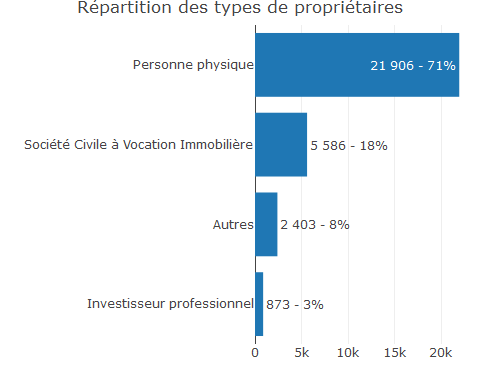 Répartition des types de propriétaires
Personne physique 21 906 - 71%
Société Civile à Vocation Immobilière 5 586 - 18%
Autres 2 403 - 8%
Investisseur professionnel 873 - 3%
0 5k 10k 15k 20k